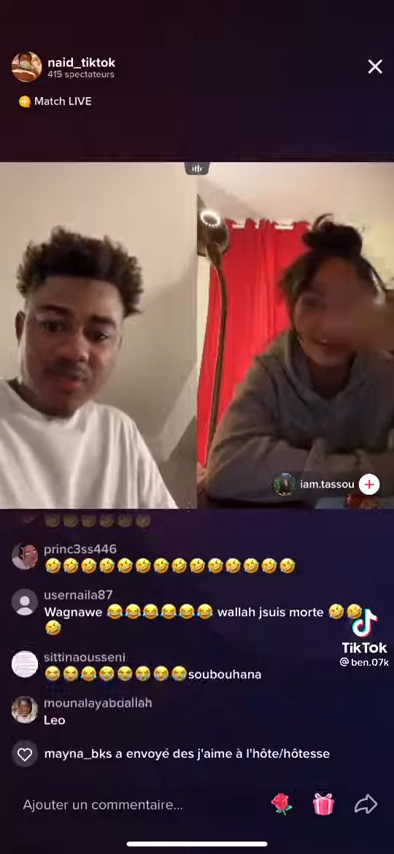 naid_tiktok
415 spectateurs
Match LIVE
iam.tassou
princ3ss446
🤣🤣🤣🤣🤣🤣🤣🤣🤣🤣🤣🤣🤣🤣
usernaila87
Wagnawe 😂😂😂😂😂😂 wallah jsuis morte 🤣🤣
🤣
TikTok
@ben.07k
sittinaousseni
😭😭😂😭😭😭😭😭soubouhana
mounalayabdallah
Leo
mayna_bks a envoyé des j'aime à l'hôte/hôtesse
Ajouter un commentaire...